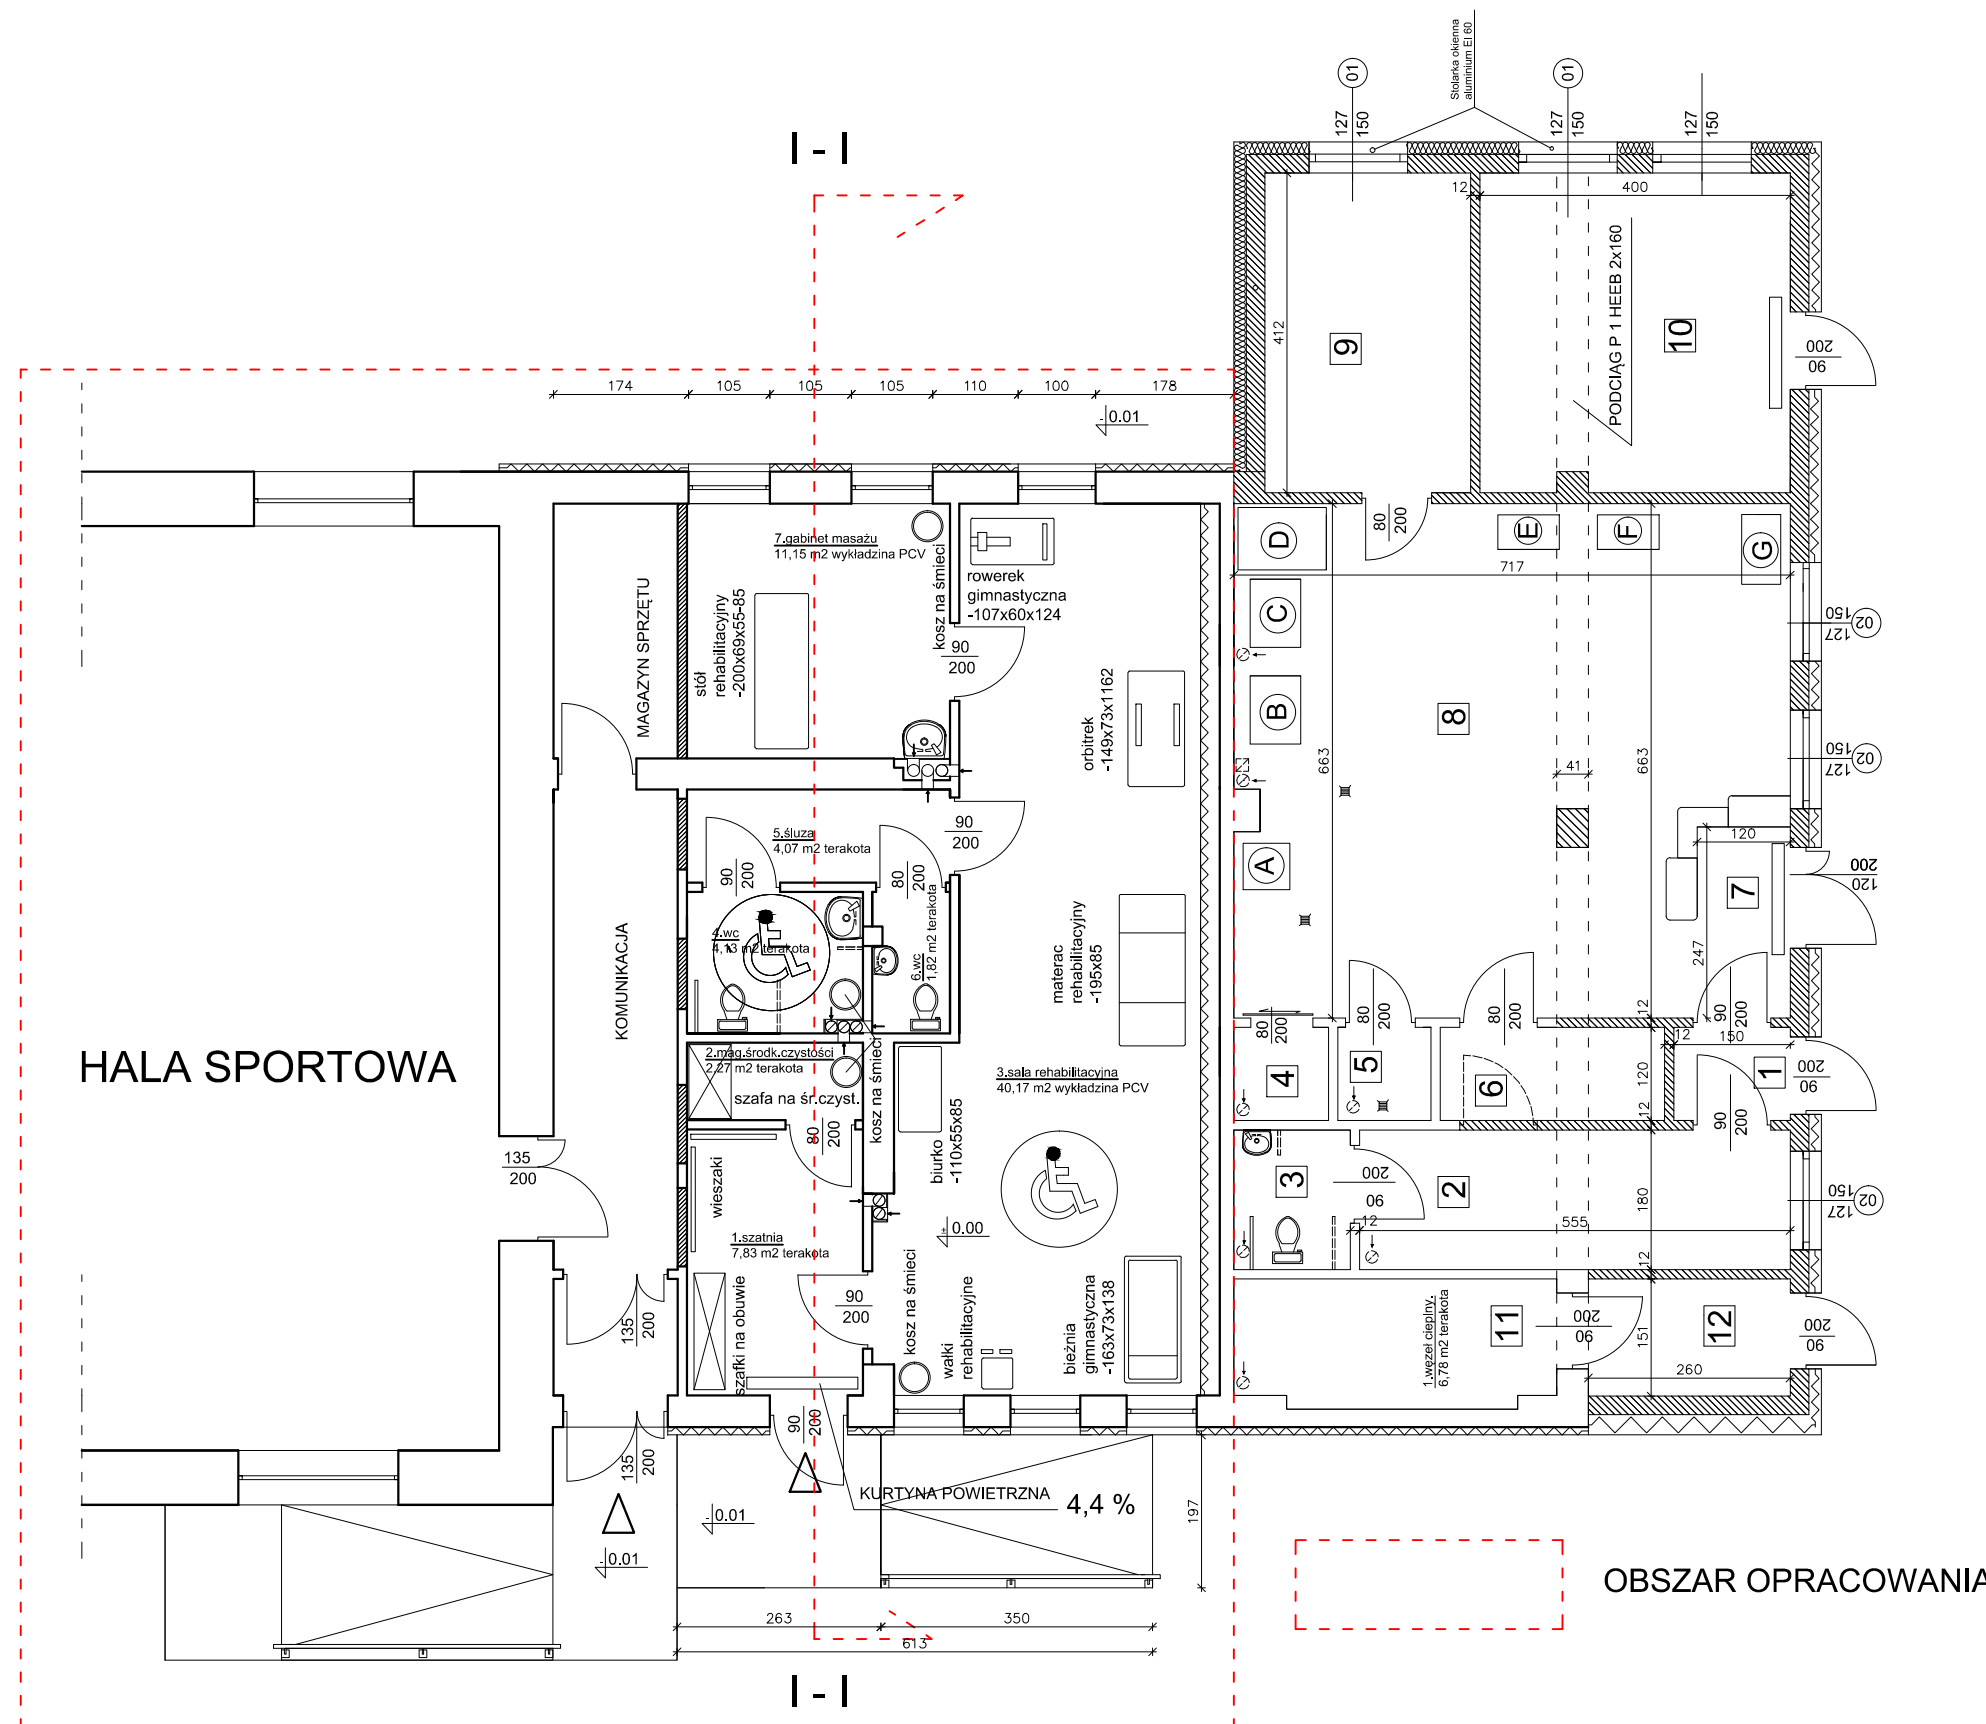 Stolarka okienna
aluminium EI 60
01
01
127
150
127
150
127
150
I - I
12
400
412
9
10
PODCIĄG P 1 HEEB 2x160
90
200
174
105
105
105
110
100
178
- 0.01
80
200
D
E
F
G
717
7.gabinet masażu
11,15 m2 wykładzina PCV
kosz na śmieci
rowerek
gimnastyczna
-107x60x124
stół
rehabilitacyjny
-200x69x55-85
MAGAZYN SPRZĘTU
90
200
C
B
orbitrek
-149x73x1162
663
8
41
663
02
127
150
02
127
150
5.śluza
4,07 m2 terakota
90
200
90
200
80
200
A
120
7
120
200
247
KOMUNIKACJA
4.wc
4,13 m2 terakota
6.wc
1,82 m2 terakota
materac
rehabilitacyjny
-195x85
80
200
80
200
80
200
12
90
200
12
150
1
90
200
HALA SPORTOWA
2.mag.środk.czystości
2,27 m2 terakota
szafa na śr.czyst.
kosz na śmieci
3.sala rehabilitacyjna
40,17 m2 wykładzina PCV
biurko
-110x55x85
4
5
6
120
12
90
200
80
200
135
200
wieszaki
1.szatnia
7,83 m2 terakota
± 0.00
3
90
200
2
12
555
180
12
02
127
150
szafki na obuwie
90
200
kosz na śmieci
wałki
rehabilitacyjne
bieżnia
gimnastyczna
-163x73x138
1.węzeł cieplny.
6,78 m2 terakota
11
90
200
151
12
90
200
260
135
200
135
200
90
200
KURTYNA POWIETRZNA
4,4 %
- 0.01
- 0.01
197
263
350
613
OBSZAR OPRACOWANIA
I - I